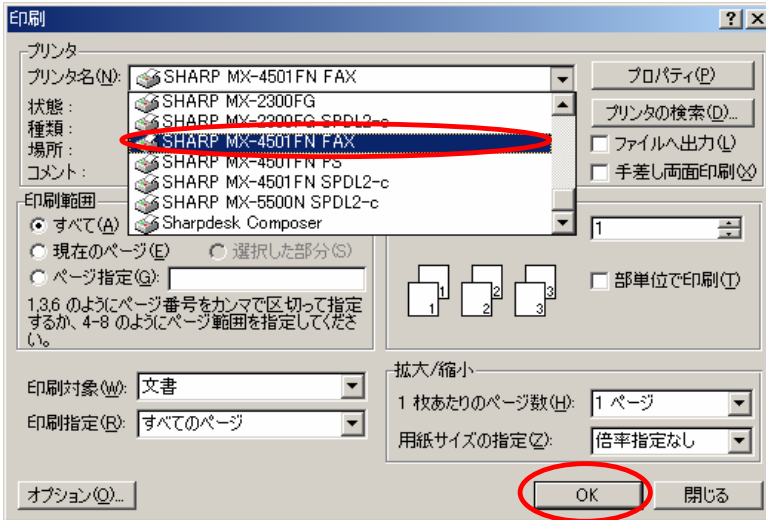 印刷
プリンタ
プリンタ名(N): SHARP MX-4501FN FAX プロパティ(P)
SHARP MX-2300FG
SHARP MX-2300FG SPDL2-c
SHARP MX-4501FN FAX
SHARP MX-4501FN PS
SHARP MX-4501FN SPDL2-c
SHARP MX-5500N SPDL2-c
Sharpdesk Composer
状態:
種類:
場所:
コメント:
プリンタの検索(D)...
ファイルへ出力(L)
手差し両面印刷(X)
印刷範囲
すべて(A)
現在のページ(E) 選択した部分(S)
ページ指定(G):
1,3,6 のようにページ番号をカンマで区切って指定
するか、4-8 のようにページ範囲を指定してくださ
い。
1
1 1 2 2 3 3
部単位で印刷(T)
印刷対象(W): 文書
印刷指定(R): すべてのページ
拡大/縮小
1 枚あたりのページ数(H): 1 ページ
用紙サイズの指定(Z): 倍率指定なし
オプション(O)... OK 閉じる